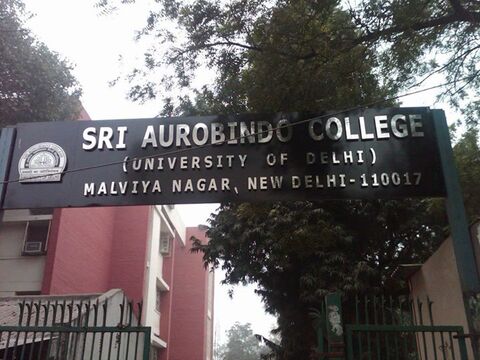 SRI AUROBINDO COLLEGE
(UNIVERSITY OF DELHI)
MALVIYA NAGAR, NEW DELHI-110017